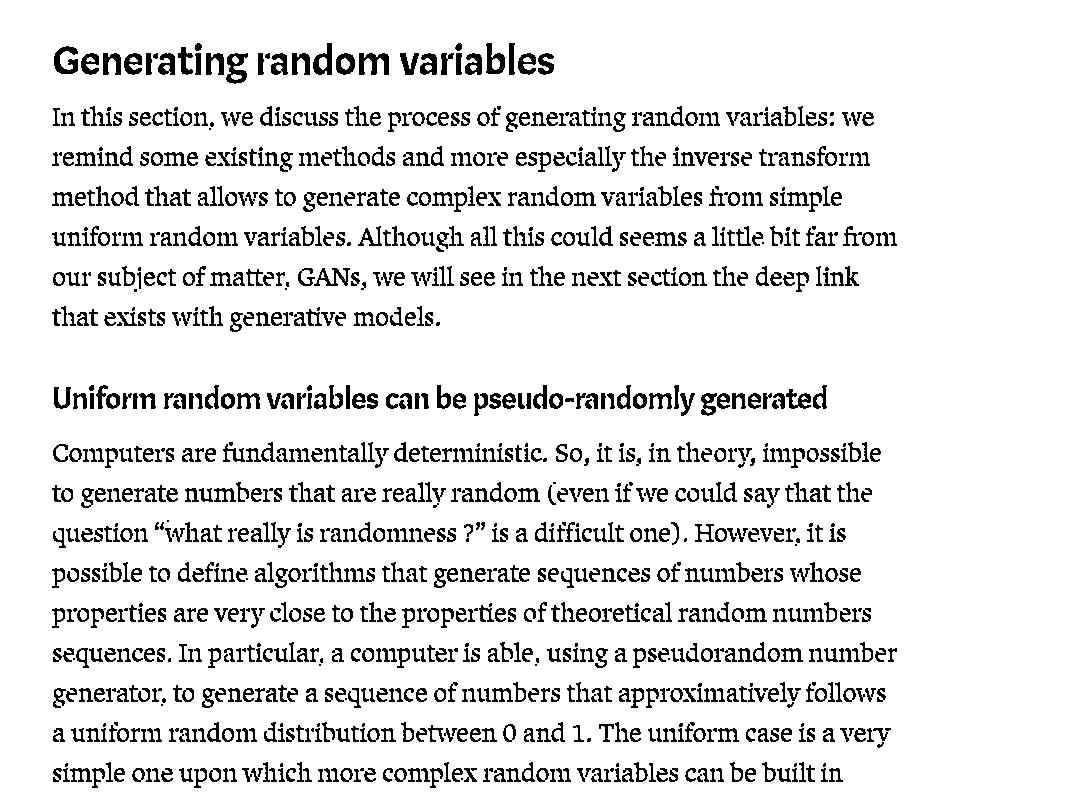 Generating random variables
In this section, we discuss the process of generating random variables: we
remind some existing methods and more especially the inverse transform
method that allows to generate complex random variables from simple
uniform random variables. Although all this could seems a little bit far from
our subject of matter, GANs, we will see in the next section the deep link
that exists with generative models.
Uniform random variables can be pseudo-randomly generated
Computers are fundamentally deterministic. So, it is, in theory, impossible
to generate numbers that are really random (even if we could say that the
question “what really is randomness ?” is a difficult one). However, it is
possible to define algorithms that generate sequences of numbers whose
properties are very close to the properties of theoretical random numbers
sequences. In particular, a computer is able, using a pseudorandom number
generator, to generate a sequence of numbers that approximatively follows
a uniform random distribution between 0 and 1. The uniform case is a very
simple one upon which more complex random variables can be built in